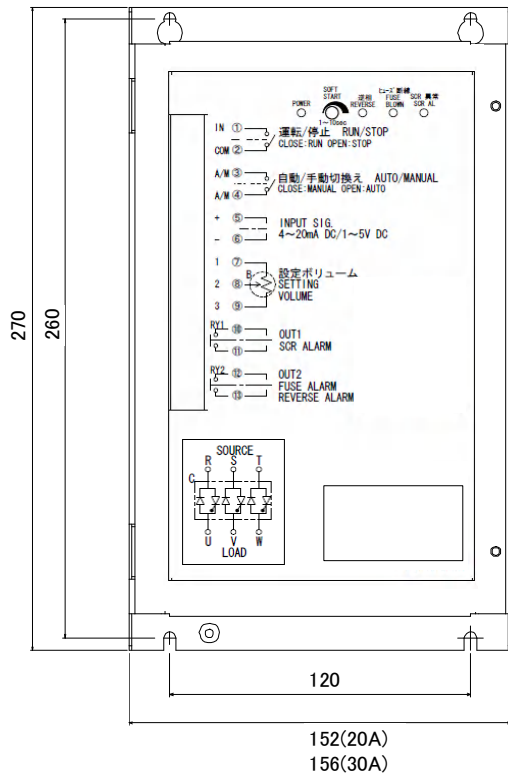 SOFT START
POWER
逆相 REVERSE
ヒューズ断線 FUSE BLOWN
SCR 異常 SCR AL
1～10sec
IN ① 運転/停止 RUN/STOP
COM ② CLOSE:RUN OPEN:STOP
A/M ③ 自動/手動切換え AUTO/MANUAL
A/M ④ CLOSE:MANUAL OPEN:AUTO
+ ⑤ INPUT SIG.
- ⑥ 4～20mA DC/1～5V DC
1 ⑦ 設定ボリューム
2 ⑧ B SETTING
3 ⑨ VOLUME
RY1 ⑩ OUT1
⑪ SCR ALARM
RY2 ⑫ OUT2
FUSE ALARM
⑬ REVERSE ALARM
SOURCE
R S T
C
U V W
LOAD
270
260
120
152(20A)
156(30A)